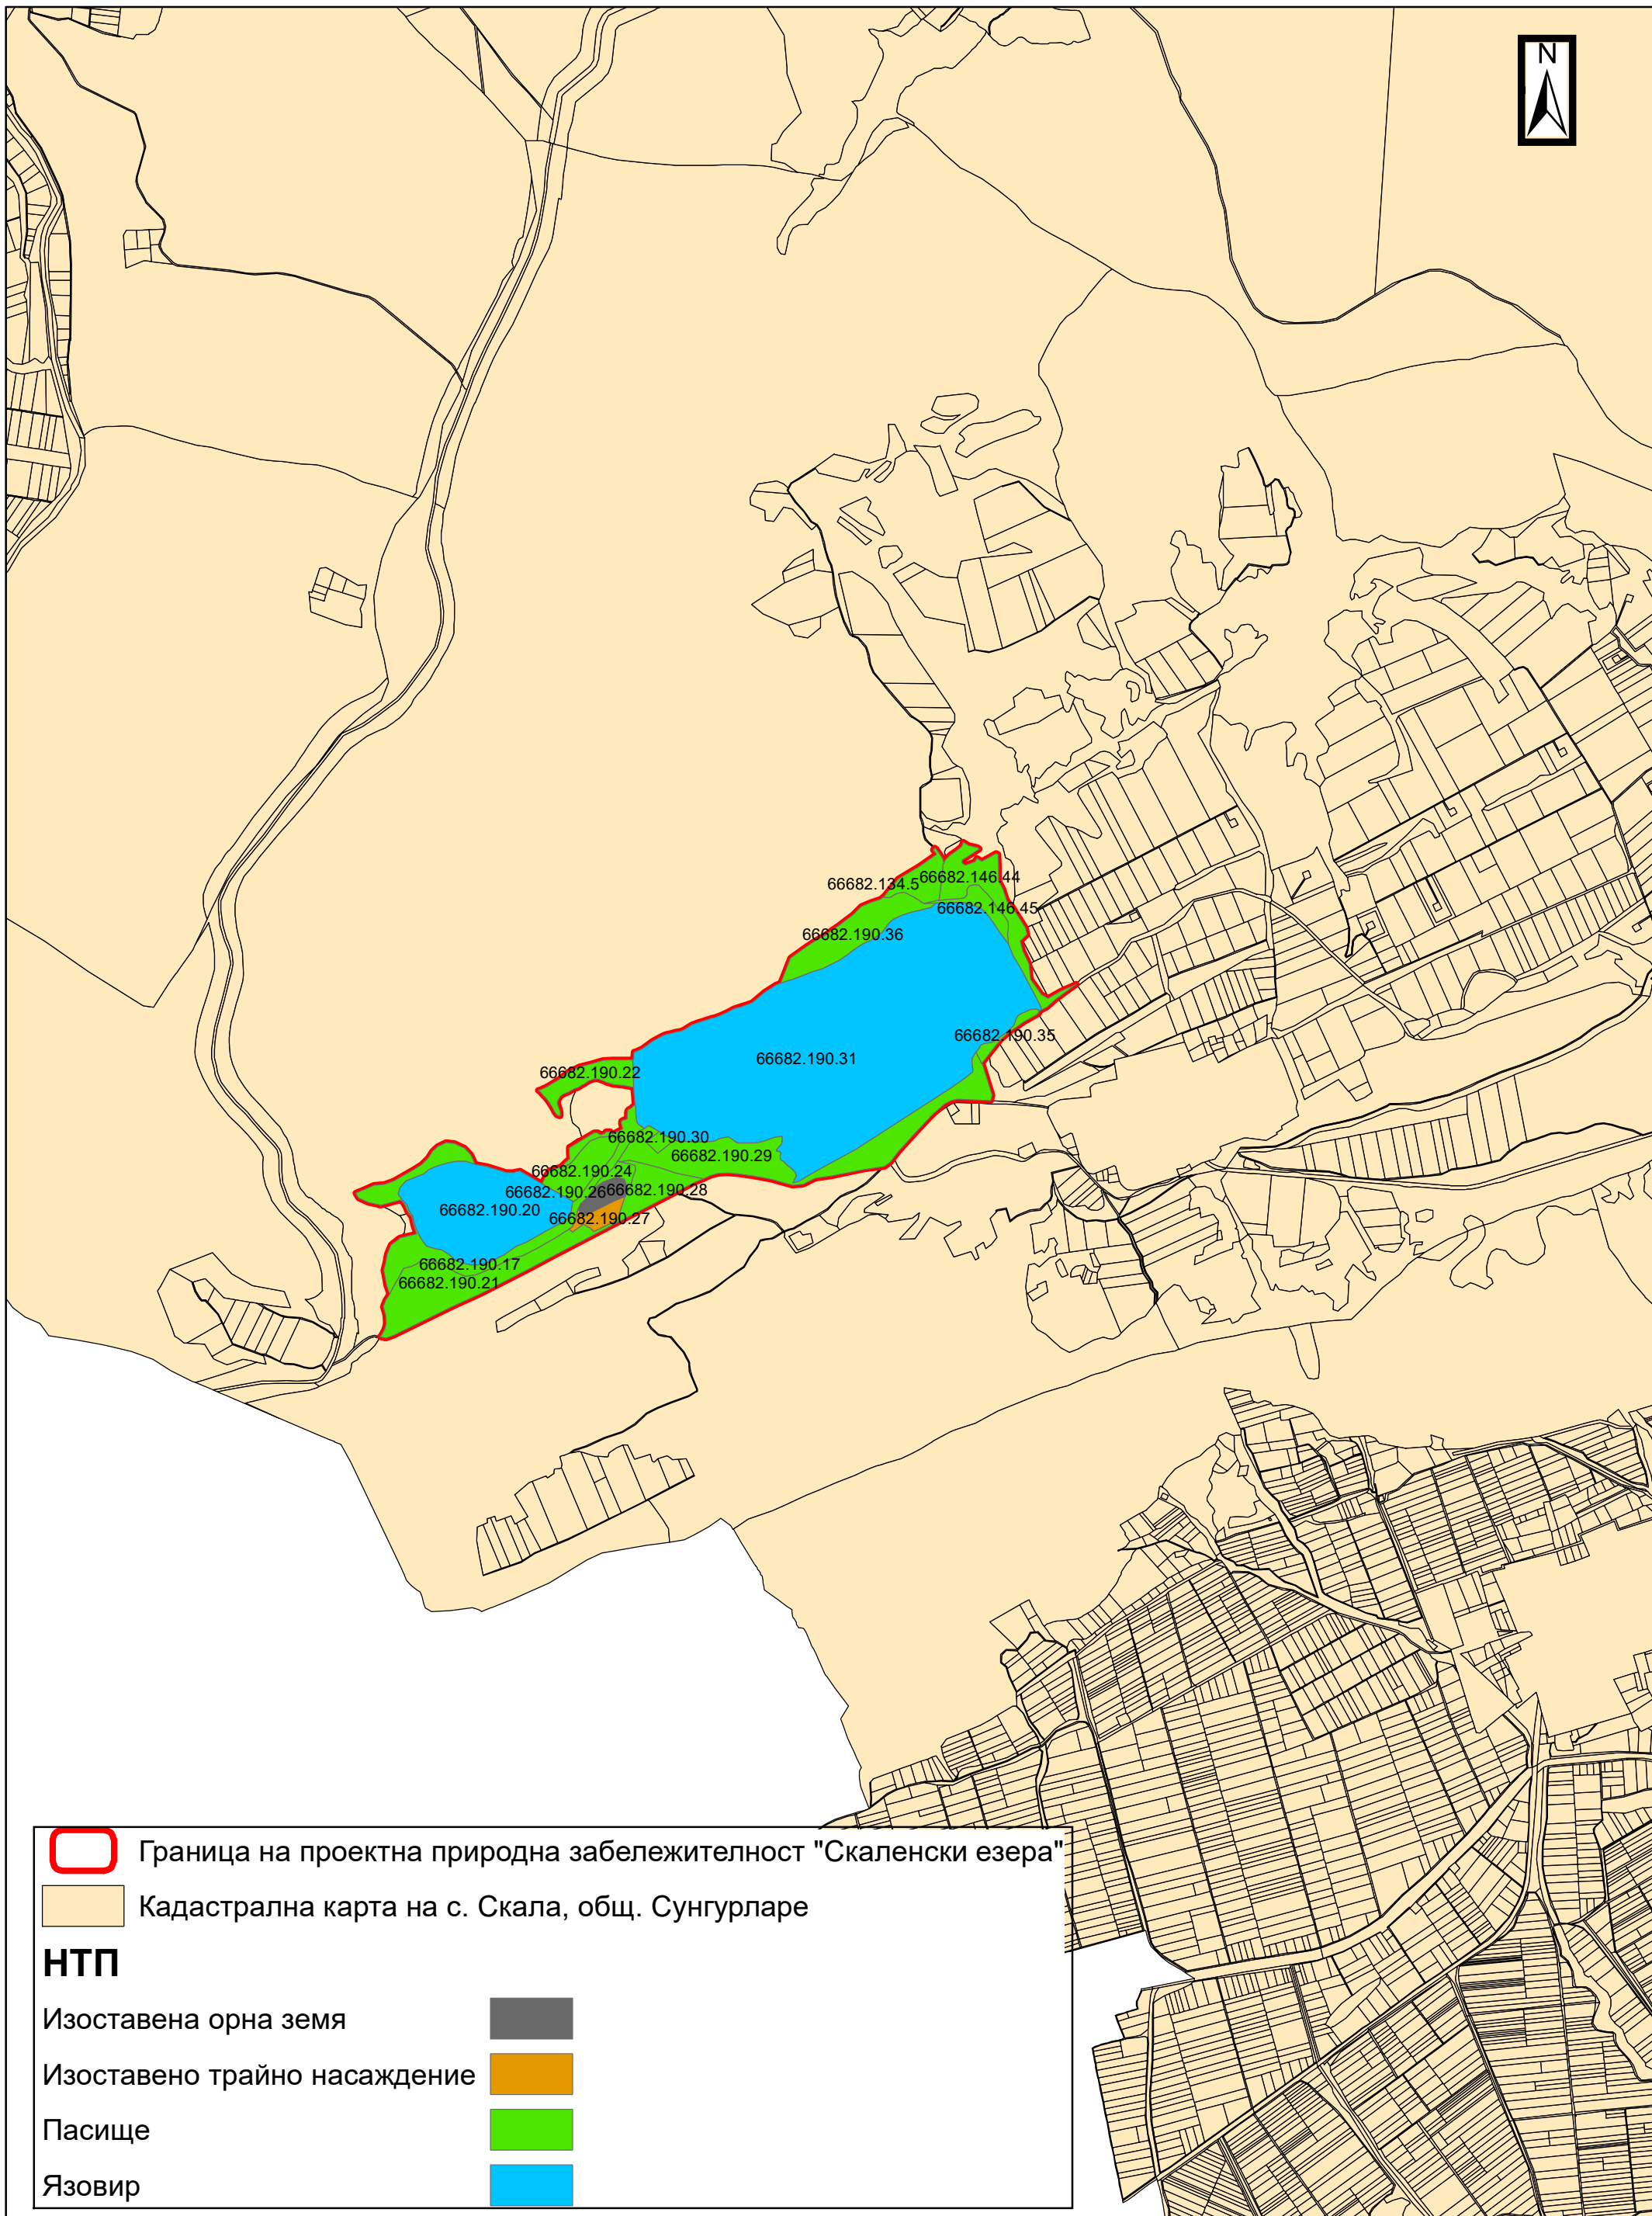 N
66682.134.5
66682.146.44
66682.146.45
66682.190.36
66682.190.35
66682.190.31
66682.190.22
66682.190.30
66682.190.29
66682.190.24
66682.190.26
66682.190.28
66682.190.20
66682.190.27
66682.190.17
66682.190.21
Граница на проектна природна забележителност "Скаленски езера"
Кадастрална карта на с. Скала, общ. Сунгурларе
НТП
Изоставена орна земя
Изоставено трайно насаждение
Пасище
Язовир